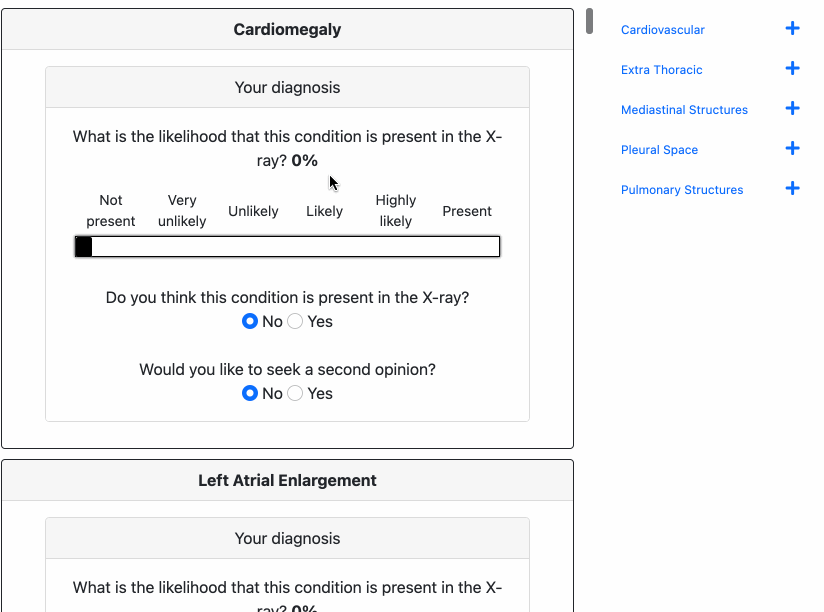 Cardiomegaly
Your diagnosis
What is the likelihood that this condition is present in the X-
ray? 0%
Not present
Very unlikely
Unlikely
Likely
Highly likely
Present
Do you think this condition is present in the X-ray?
No Yes
Would you like to seek a second opinion?
No Yes
Left Atrial Enlargement
Your diagnosis
What is the likelihood that this condition is present in the X-
ray? 0%
Cardiovascular
Extra Thoracic
Mediastinal Structures
Pleural Space
Pulmonary Structures